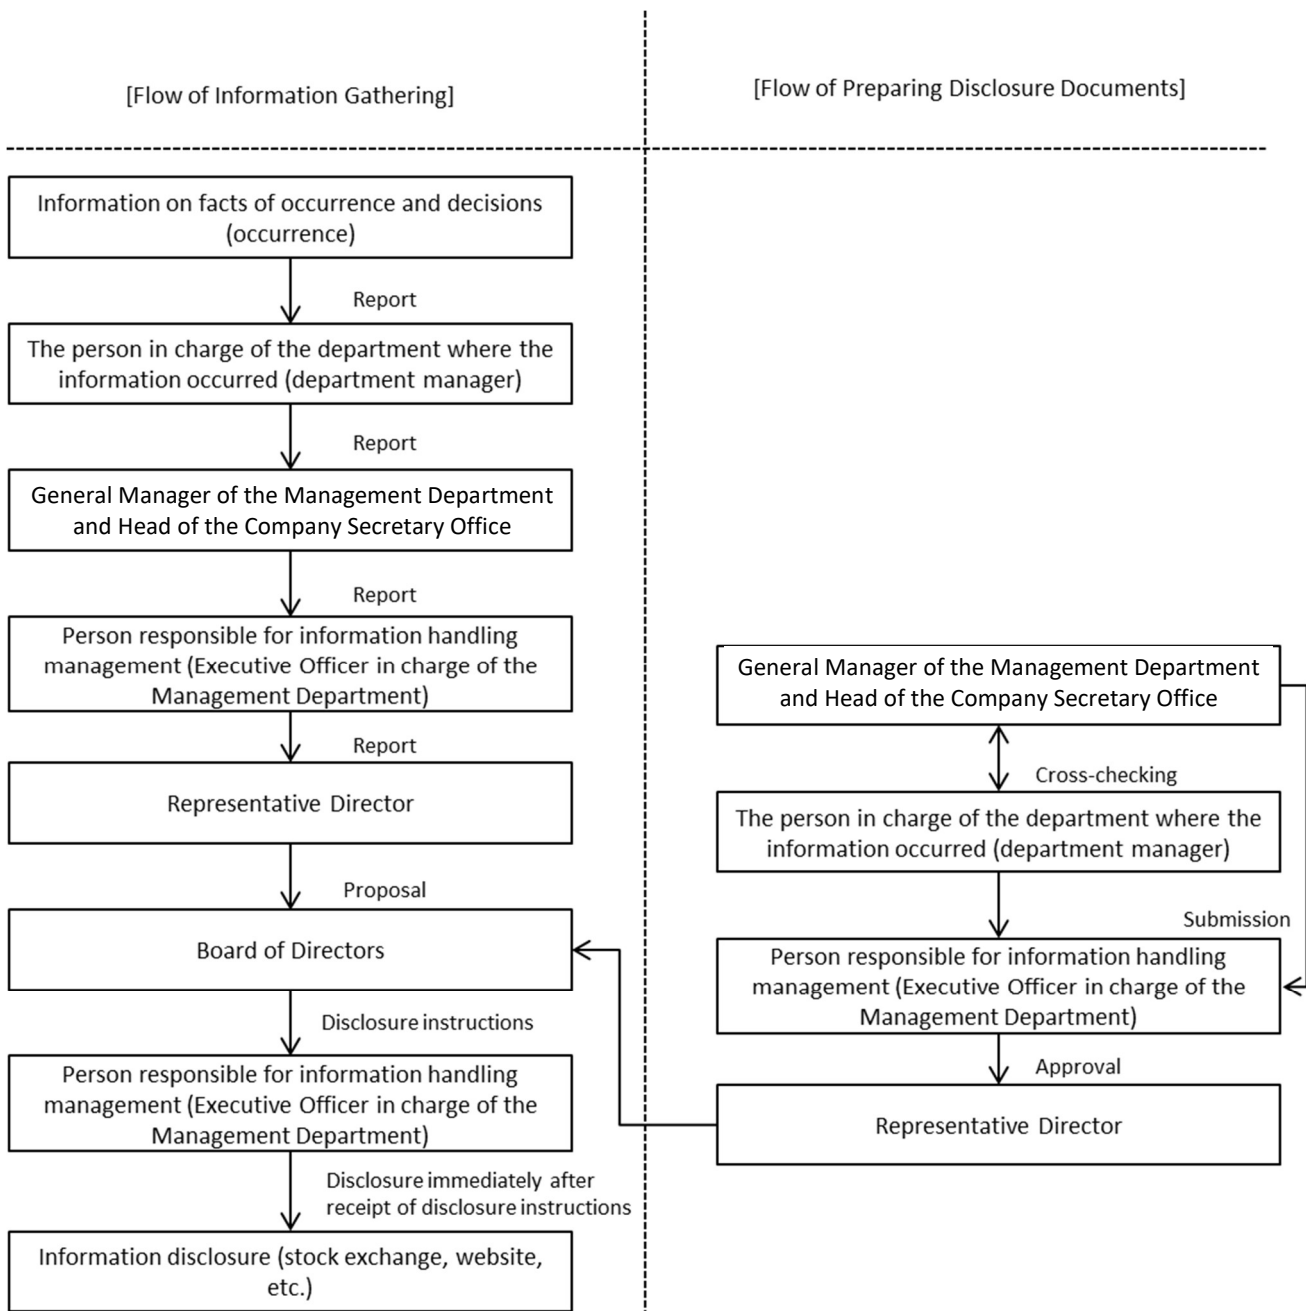 [Flow of Information Gathering]
Information on facts of occurrence and decisions
(occurrence)
Report
The person in charge of the department where the
information occurred (department manager)
Report
General Manager of the Management Department
and Head of the Company Secretary Office
Report
Person responsible for information handling
management (Executive Officer in charge of the
Management Department)
Report
Representative Director
Proposal
Board of Directors
Disclosure instructions
Person responsible for information handling
management (Executive Officer in charge of the
Management Department)
Disclosure immediately after
receipt of disclosure instructions
Information disclosure (stock exchange, website,
etc.)
[Flow of Preparing Disclosure Documents]
General Manager of the Management Department
and Head of the Company Secretary Office
Cross-checking
The person in charge of the department where the
information occurred (department manager)
Submission
Person responsible for information handling
management (Executive Officer in charge of the
Management Department)
Approval
Representative Director